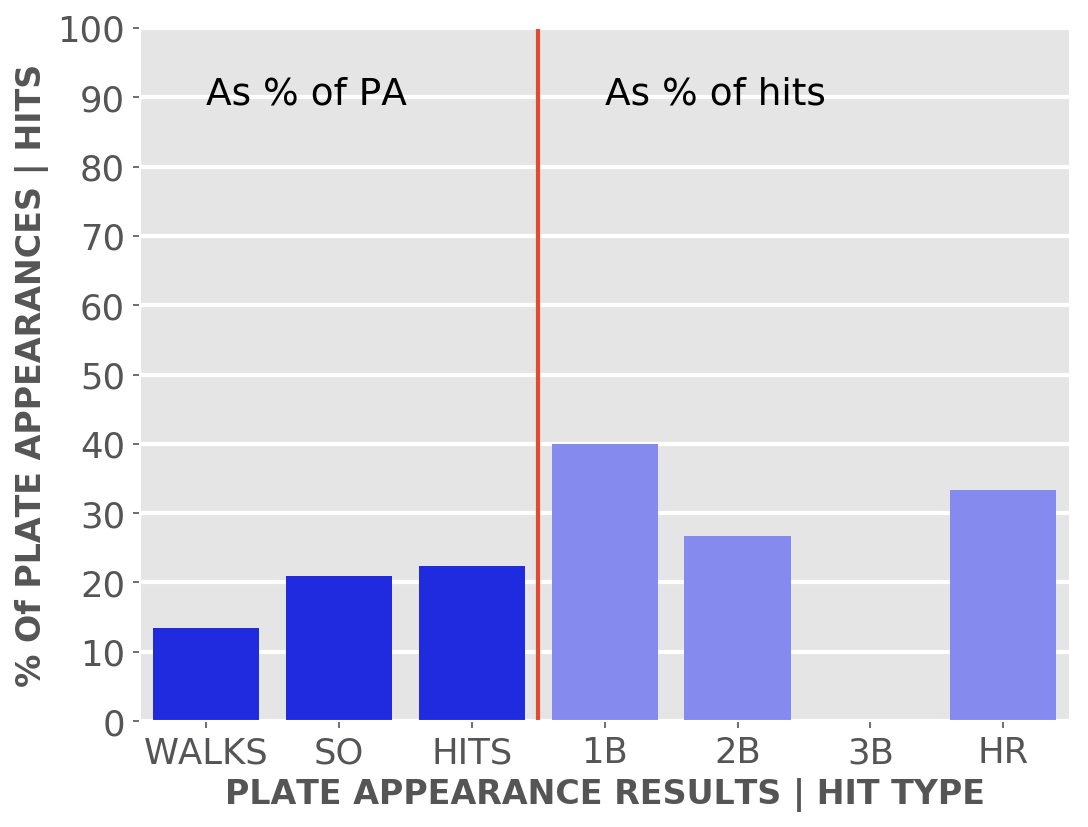 100
90
80
70
60
50
40
30
20
10
0
% Of PLATE APPEARANCES | HITS
As % of PA
As % of hits
WALKS SO HITS 1B 2B 3B HR
PLATE APPEARANCE RESULTS | HIT TYPE